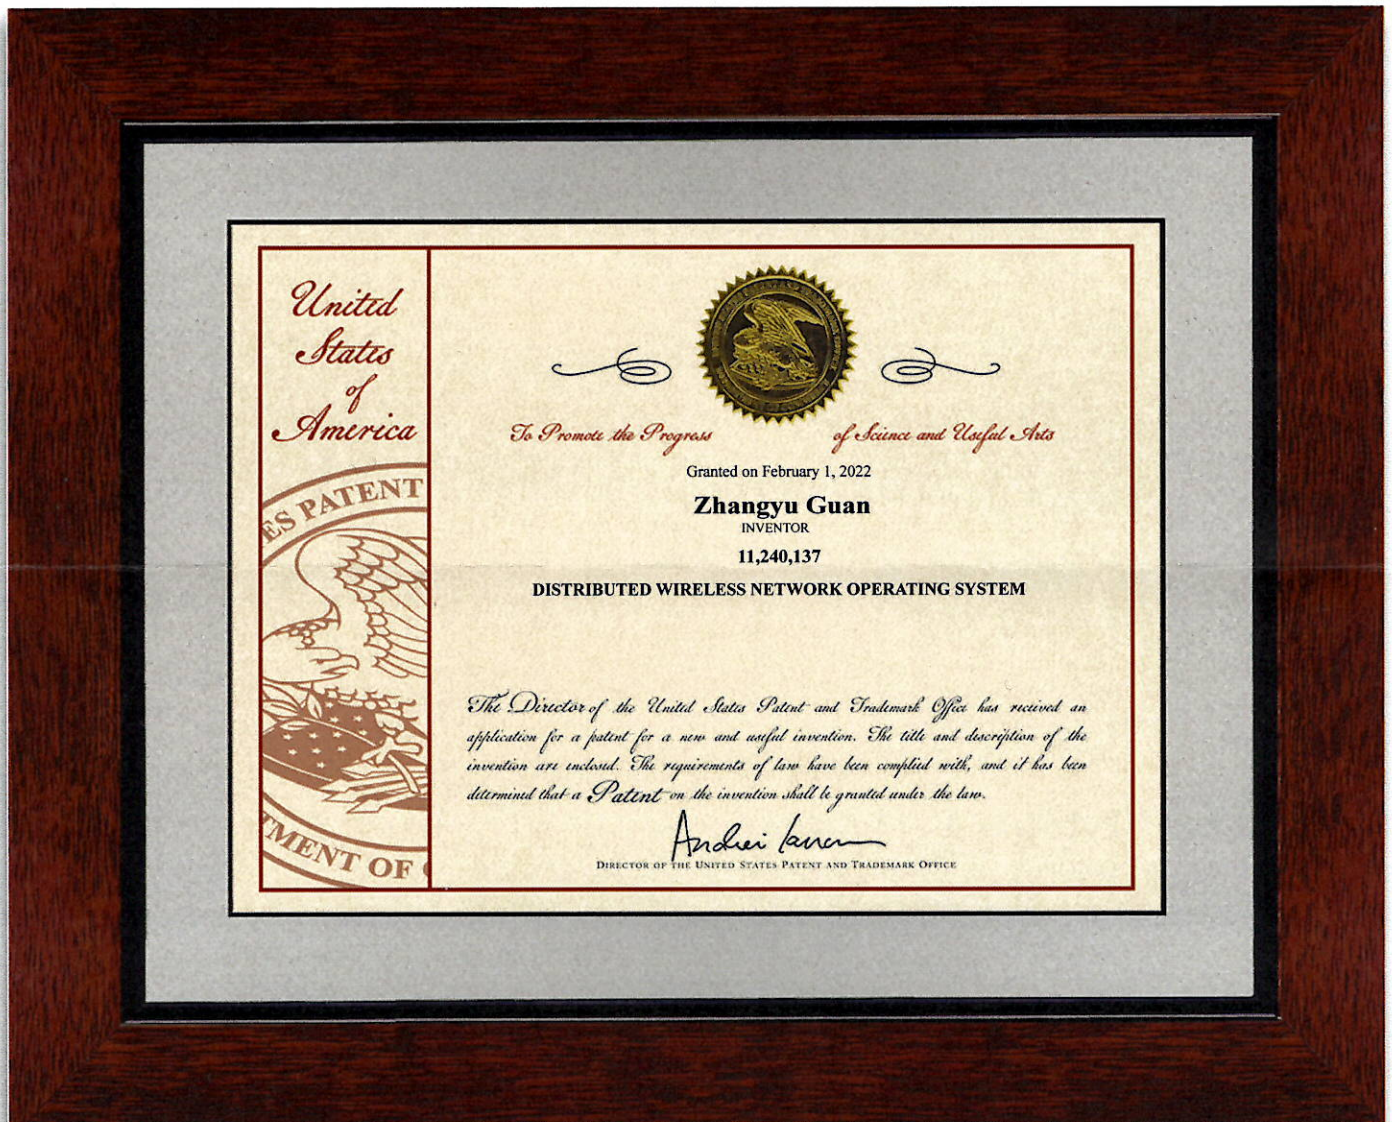 United
States
of
America
ES PATENT
TMENT OF
To Promote the Progress of Science and Useful Arts
Granted on February 1, 2022
Zhangyu Guan
INVENTOR
11,240,137
DISTRIBUTED WIRELESS NETWORK OPERATING SYSTEM
The Director of the United States Patent and Trademark Office has received an
application for a patent for a new and useful invention. The title and description of the
invention are enclosed. The requirements of law have been complied with, and it has been
determined that a Patent on the invention shall be granted under the law.
DIRECTOR OF THE UNITED STATES PATENT AND TRADEMARK OFFICE